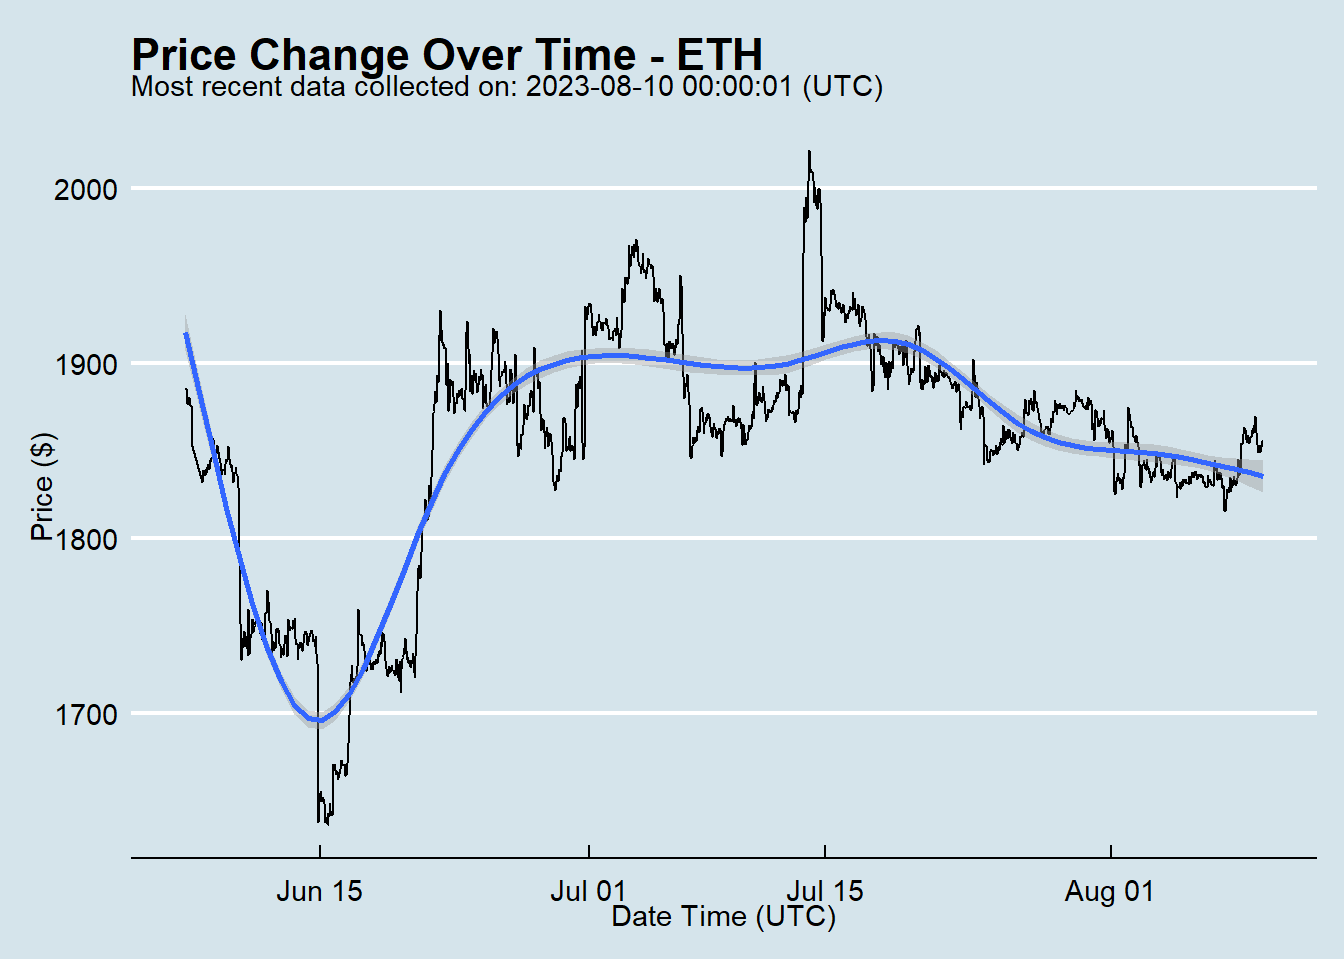 Price Change Over Time - ETH
Most recent data collected on: 2023-08-10 00:00:01 (UTC)
2000
1900
1800
1700
Price ($)
Jun 15
Jul 01
Jul 15
Aug 01
Date Time (UTC)